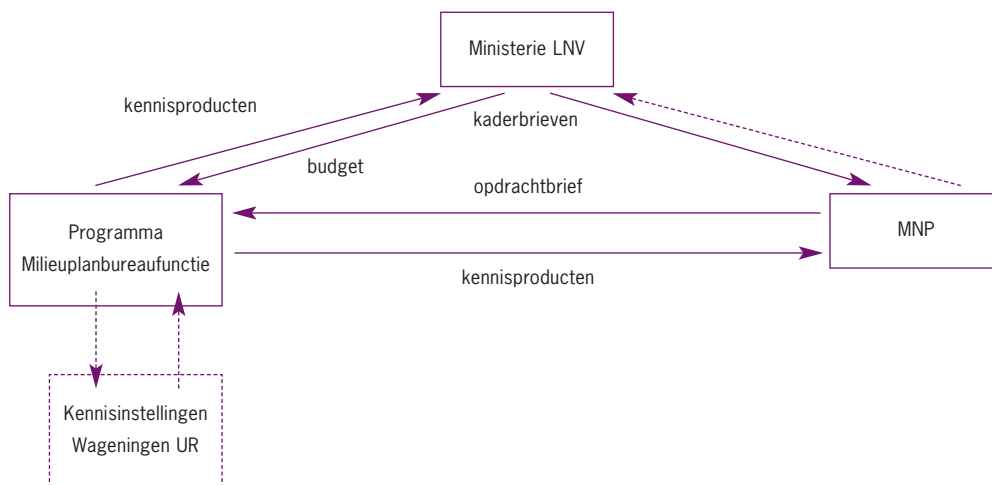 Ministerie LNV
kennisproducten
kaderbrieven
budget
opdrachtbrief
Programma
Milieuplanbureaufunctie
MNP
kennisproducten
Kennisinstellingen
Wageningen UR